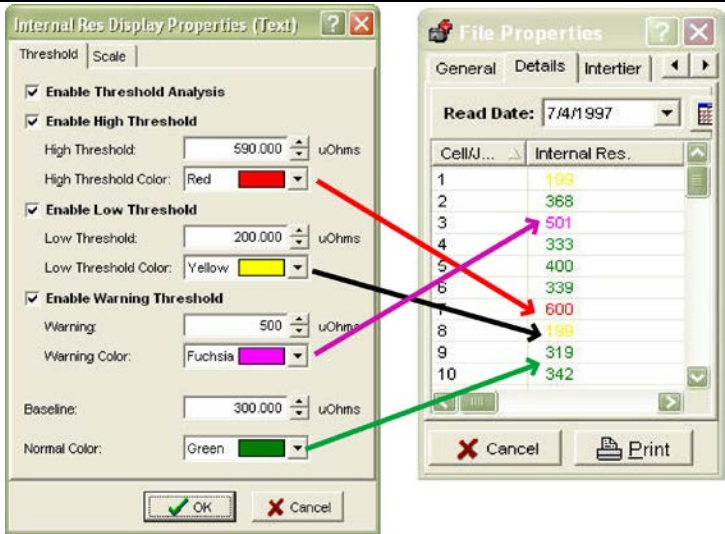 Internal Res Display Properties (Text)
Threshold Scale
Enable Threshold Analysis
Enable High Threshold
High Threshold: 590.000 uOhms
High Threshold Color: Red
Enable Low Threshold
Low Threshold: 200.000 uOhms
Low Threshold Color: Yellow
Enable Warning Threshold
Warning: 500 uOhms
Warning Color: Fuchsia
Baseline: 300.000 uOhms
Normal Color: Green
OK Cancel
File Properties
General Details Intertier
Read Date: 7/4/1997
Cell/J... Internal Res.
1 199
2 368
3 501
4 333
5 400
6 339
7 600
8 199
9 319
10 342
Cancel Print